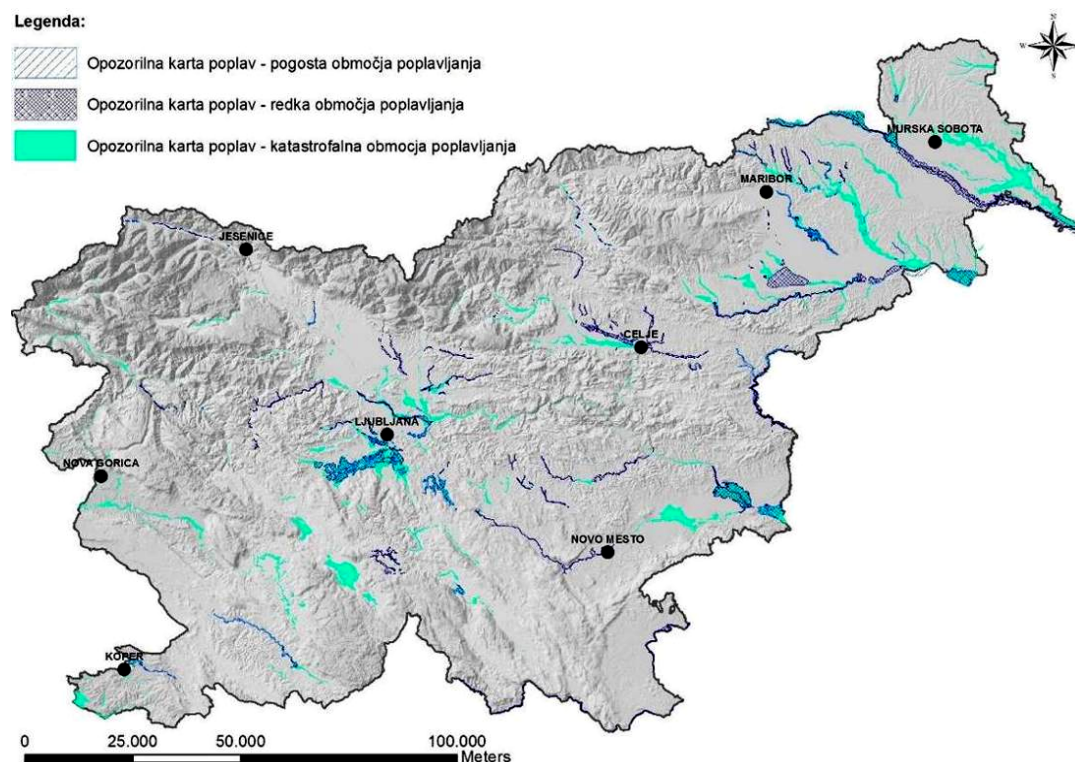 Legenda:
Opozorilna karta poplav - pogosta območja poplavljanja
Opozorilna karta poplav - redka območja poplavljanja
Opozorilna karta poplav - katastrofalna obmocja poplavljanja
N
W
E
S
MURSKA SOBOTA
MARIBOR
JESENICE
CELJE
LJUBLJANA
NOVA GORICA
NOVO MESTO
KOPER
0 25.000 50.000 100.000
Meters